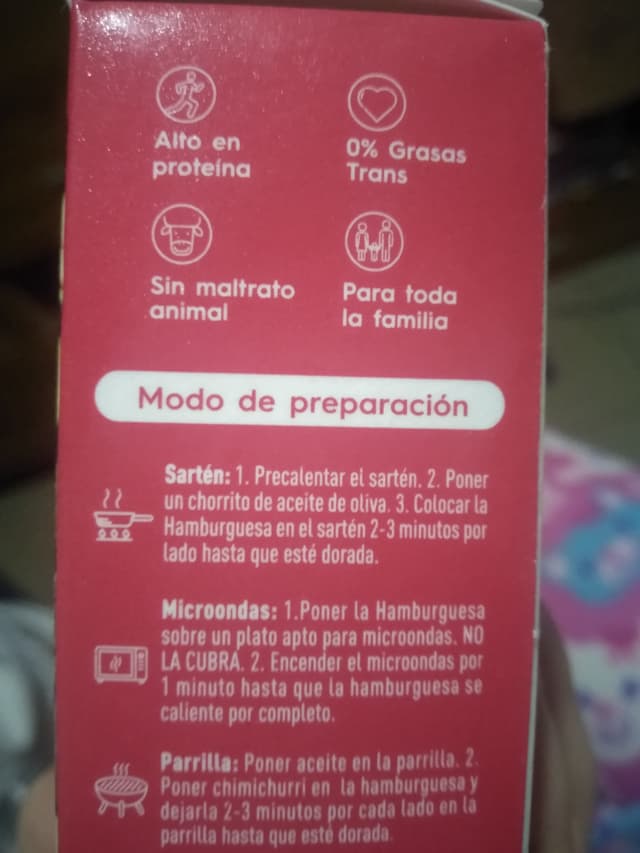 Alto en
proteína
0% Grasas
Trans
Sin maltrato
animal
Para toda
la familia
Modo de preparación
Sartén: 1. Precalentar el sartén. 2. Poner
un chorrito de aceite de oliva. 3. Colocar la
Hamburguesa en el sartén 2-3 minutos por
lado hasta que esté dorada.
Microondas: 1.Poner la Hamburguesa
sobre un plato apto para microondas. NO
LA CUBRA. 2. Encender el microondas por
1 minuto hasta que la hamburguesa se
caliente por completo.
Parrilla: Poner aceite en la parrilla. 2.
Poner chimichurri en la hamburguesa y
dejarla 2-3 minutos por cada lado en la
parrilla hasta que esté dorada.